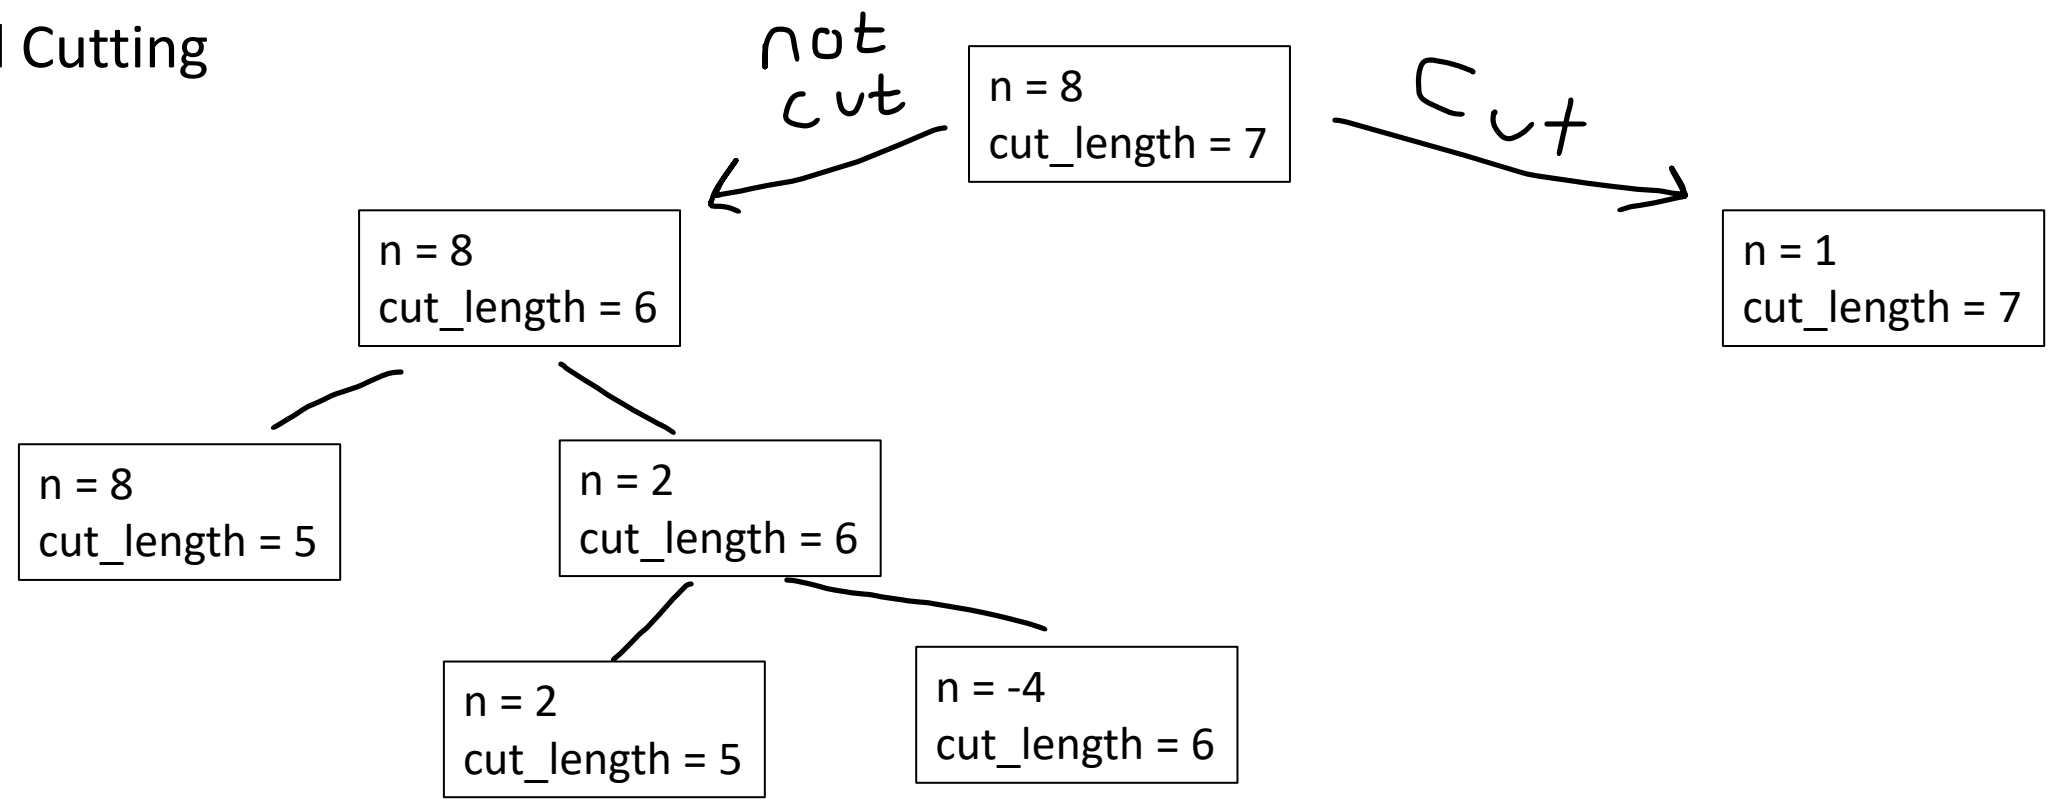 Cutting
not
cut
n = 8
cut_length = 7
Cut
n = 8
cut_length = 6
n = 1
cut_length = 7
n = 8
cut_length = 5
n = 2
cut_length = 6
n = 2
cut_length = 5
n = -4
cut_length = 6